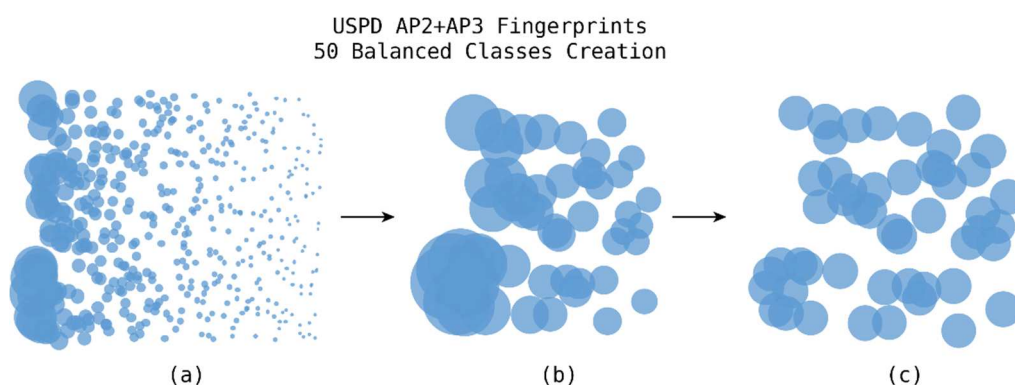 USPD AP2+AP3 Fingerprints
50 Balanced Classes Creation
(a)
(b)
(c)